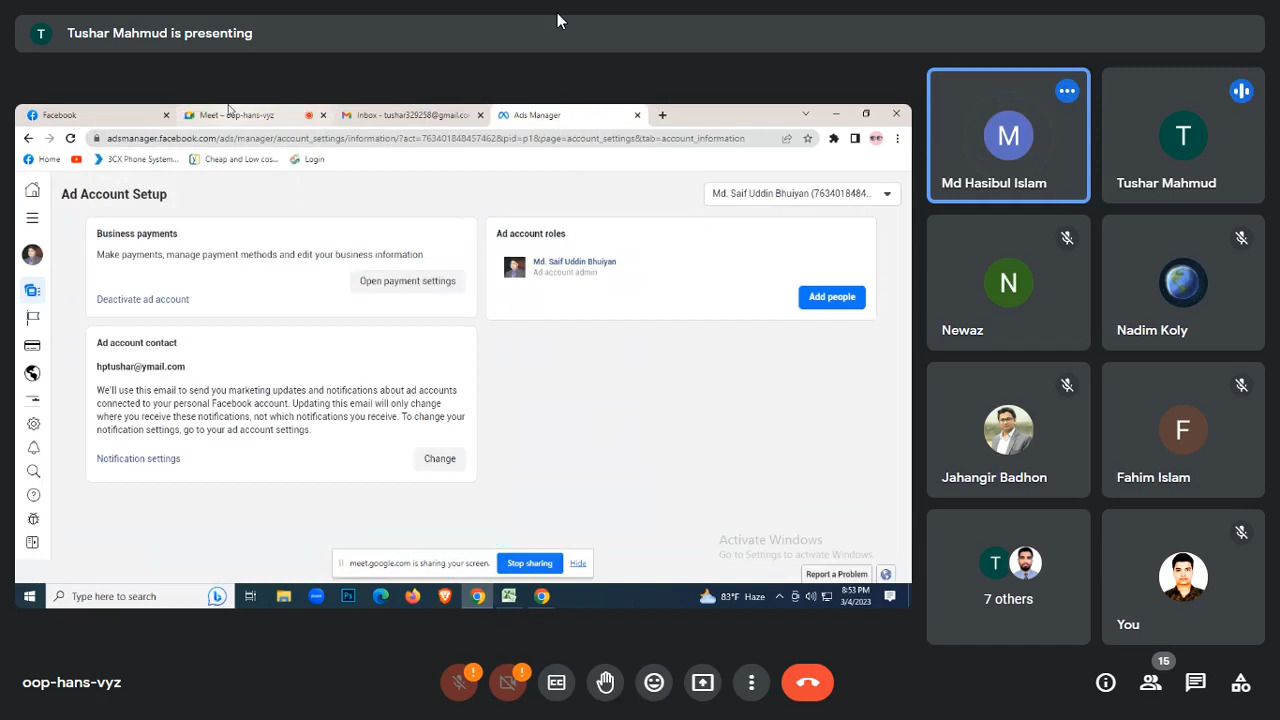 T
Tushar Mahmud is presenting
Facebook
Meet – oop-hans-vyz
Inbox - tushar329258@gmail.co
Ads Manager
adsmanager.facebook.com/ads/manager/account_settings/information/?act=763401848457462&pid=p1&page=account_settings&tab=account_information
Home
3CX Phone System...
Cheap and Low cos...
Login
Ad Account Setup
Md. Saif Uddin Bhuiyan (7634018484...
Business payments
Make payments, manage payment methods and edit your business information
Open payment settings
Deactivate ad account
Ad account roles
Md. Saif Uddin Bhuiyan
Ad account admin
Add people
Ad account contact
hptushar@ymail.com
We'll use this email to send you marketing updates and notifications about ad accounts
connected to your personal Facebook account. Updating this email will only change
where you receive these notifications, not which notifications you receive. To change your
notification settings, go to your ad account settings.
Notification settings
Change
Activate Windows
Go to Settings to activate Windows.
meet.google.com is sharing your screen.
Stop sharing
Hide
Report a Problem
Type here to search
83°F Haze
8:53 PM
3/4/2023
M
Md Hasibul Islam
T
Tushar Mahmud
N
Newaz
Nadim Koly
Jahangir Badhon
F
Fahim Islam
T
7 others
You
oop-hans-vyz
15